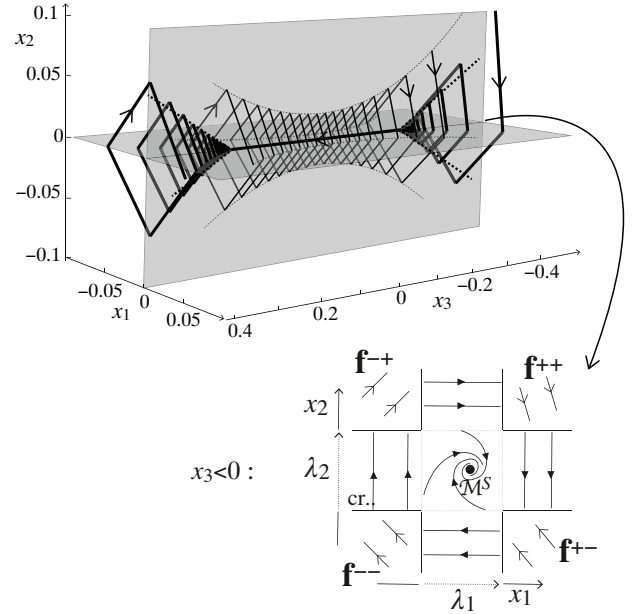 0.1
x₂
0.05
0
−0.05
−0.1
−0.05
0
0.05
x₁
0.4
0.2
0
−0.2
−0.4
x₃
f⁻⁺
f⁺⁺
x₂
λ₂
x₃<0 :
ℳˢ
cr..
f⁻⁻
f⁺⁻
λ₁
x₁